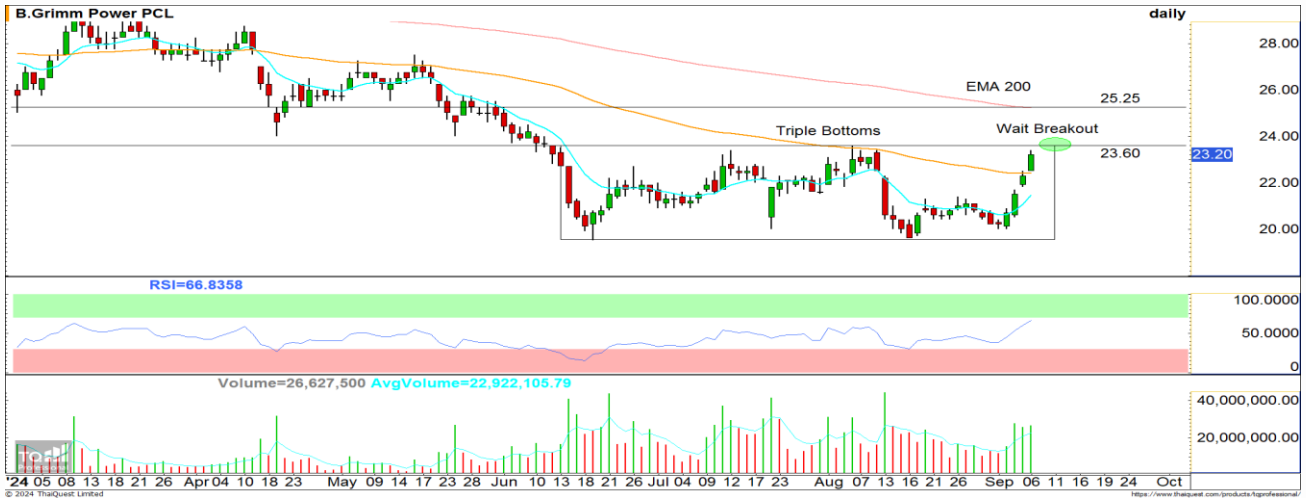 B.Grimm Power PCL daily
28.00
26.00
EMA 200
25.25
24.00
Triple Bottoms
Wait Breakout
23.60
23.20
22.00
20.00
RSI=66.8358
100.0000
50.0000
0
Volume=26,627,500 AvgVolume=22,922,105.79
40,000,000.00
20,000,000.00
'24 05 08 13 18 21 26 Apr 04 10 18 23 May 09 14 17 23 28 Jun 10 13 18 21 26 Jul 04 09 12 17 23 26 Aug 07 13 16 21 26 Sep 06 11 16 19 24 Oct
© 2024 ThaiQuest Limited
https://www.thaiquest.com/products/tqprofessional/